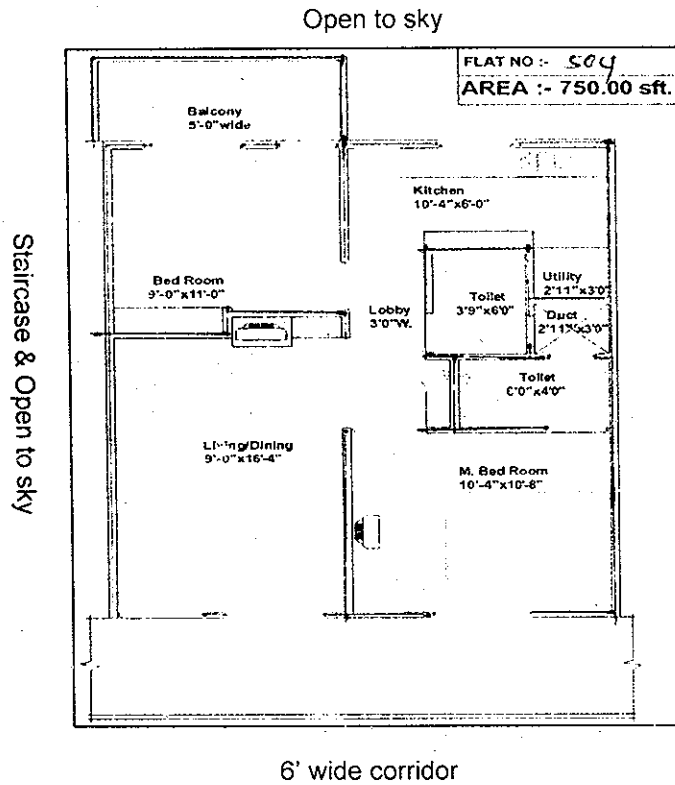 Open to sky
FLAT NO :- 504
AREA :- 750.00 sft.
Balcony
5'-0"wide
Kitchen
10'-4"x6'-0"
Bed Room
9'-0"x11'-0"
Lobby
3'0"W.
Toilet
3'9"x6'0"
Utility
2'11"x3'0"
Duct
2'11"x3'0"
Toilet
6'0"x4'0"
Living/Dining
9'-0"x16'-4"
M. Bed Room
10'-4"x10'-8"
Staircase & Open to sky
6' wide corridor